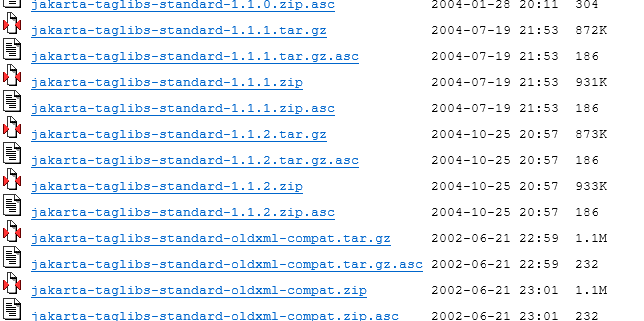 jakarta-taglibs-standard-1.1.0.zip.asc 2004-01-28 20:11 304
jakarta-taglibs-standard-1.1.1.tar.gz 2004-07-19 21:53 872K
jakarta-taglibs-standard-1.1.1.tar.gz.asc 2004-07-19 21:53 186
jakarta-taglibs-standard-1.1.1.zip 2004-07-19 21:53 931K
jakarta-taglibs-standard-1.1.1.zip.asc 2004-07-19 21:53 186
jakarta-taglibs-standard-1.1.2.tar.gz 2004-10-25 20:57 873K
jakarta-taglibs-standard-1.1.2.tar.gz.asc 2004-10-25 20:57 186
jakarta-taglibs-standard-1.1.2.zip 2004-10-25 20:57 933K
jakarta-taglibs-standard-1.1.2.zip.asc 2004-10-25 20:57 186
jakarta-taglibs-standard-oldxml-compat.tar.gz 2002-06-21 22:59 1.1M
jakarta-taglibs-standard-oldxml-compat.tar.gz.asc 2002-06-21 22:59 232
jakarta-taglibs-standard-oldxml-compat.zip 2002-06-21 23:01 1.1M
jakarta-taglibs-standard-oldxml-compat.zip.asc 2002-06-21 23:01 232